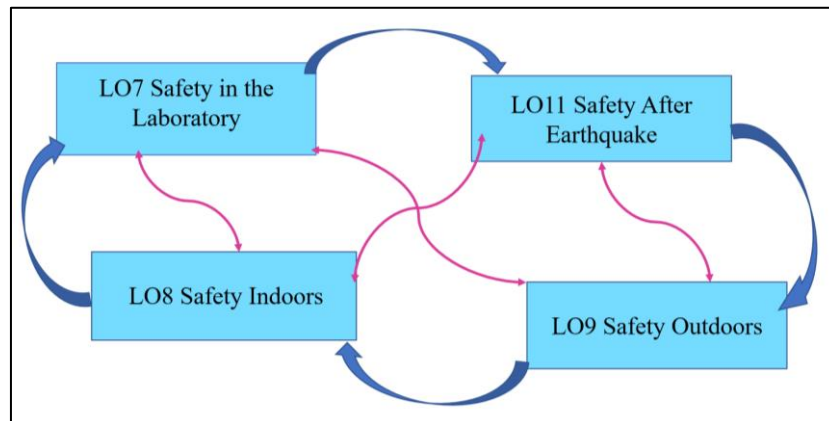 LO7 Safety in the
Laboratory
LO11 Safety After
Earthquake
LO8 Safety Indoors
LO9 Safety Outdoors